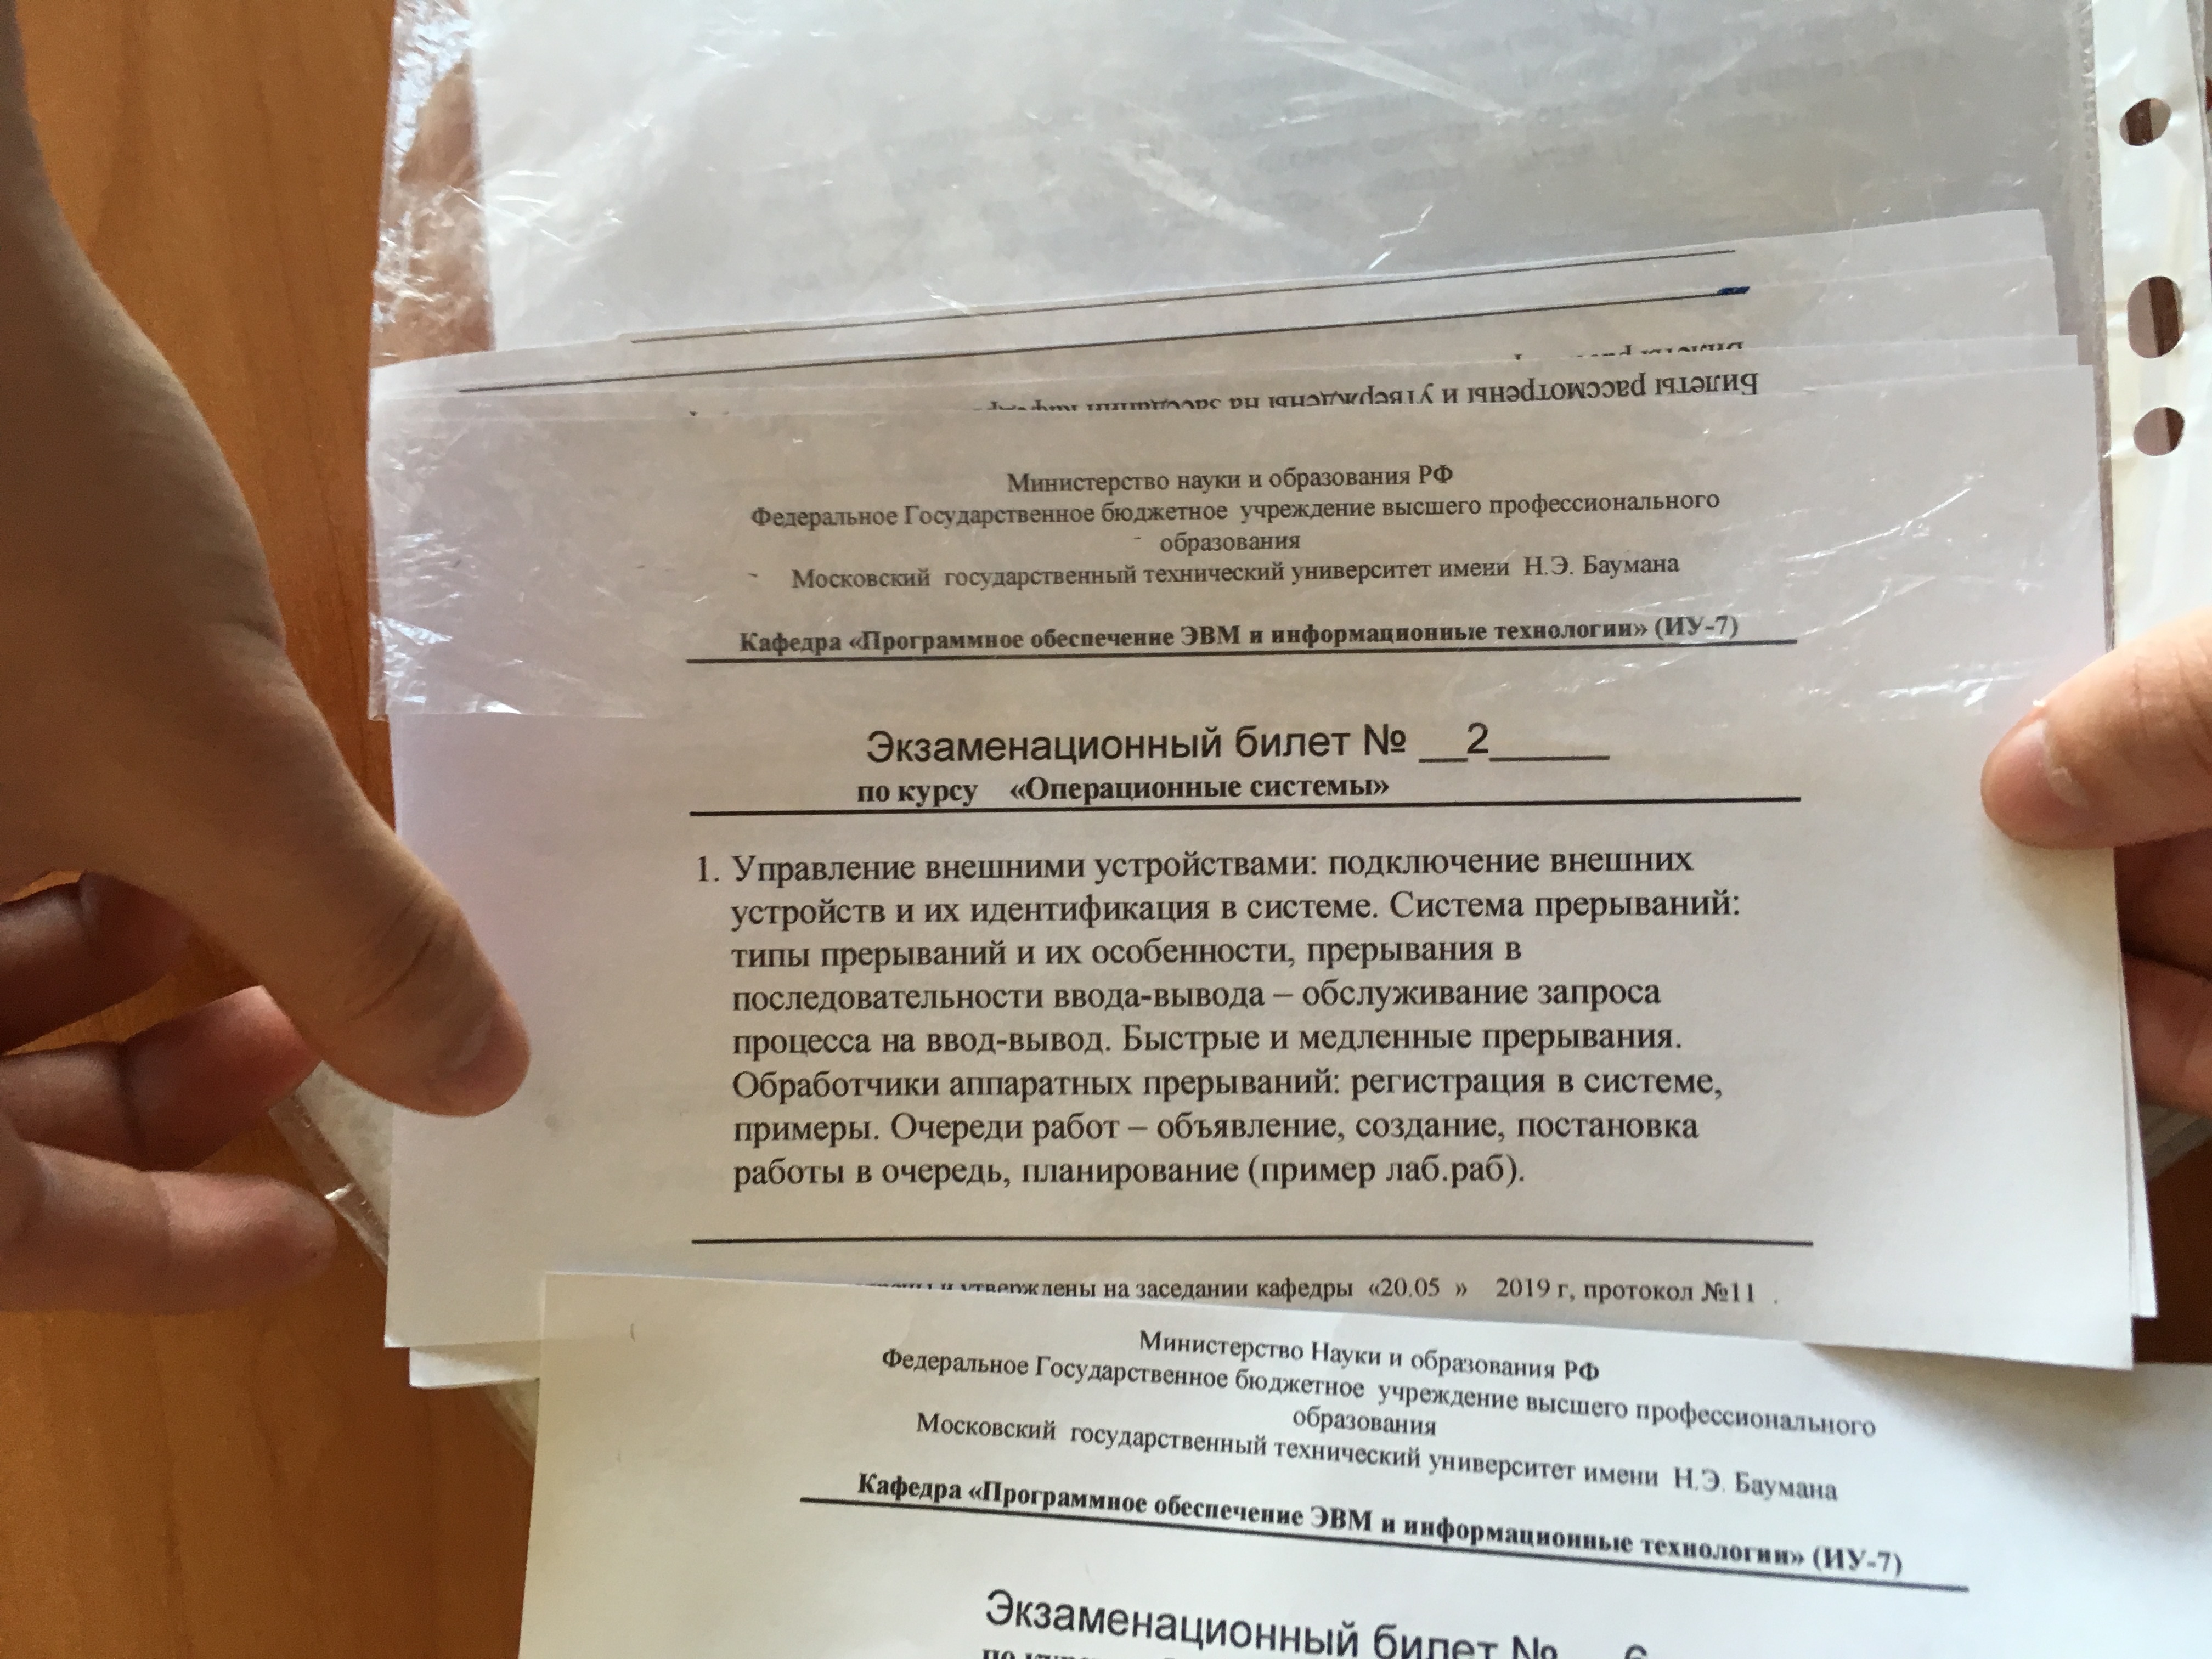 Билеты рассмотрены и утверждены на заседании
Министерство науки и образования РФ
Федеральное Государственное бюджетное учреждение высшего профессионального
образования
Московский государственный технический университет имени Н.Э. Баумана
Кафедра «Программное обеспечение ЭВМ и информационные технологии» (ИУ-7)
Экзаменационный билет № __2_____
по курсу «Операционные системы»
1. Управление внешними устройствами: подключение внешних
устройств и их идентификация в системе. Система прерываний:
типы прерываний и их особенности, прерывания в
последовательности ввода-вывода – обслуживание запроса
процесса на ввод-вывод. Быстрые и медленные прерывания.
Обработчики аппаратных прерываний: регистрация в системе,
примеры. Очереди работ – объявление, создание, постановка
работы в очередь, планирование (пример лаб.раб).
и утверждены на заседании кафедры «20.05 » 2019 г, протокол №11 .
Министерство Науки и образования РФ
Федеральное Государственное бюджетное учреждение высшего профессионального
образования
Московский государственный технический университет имени Н.Э. Баумана
Кафедра «Программное обеспечение ЭВМ и информационные технологии» (ИУ-7)
Экзаменационный билет №